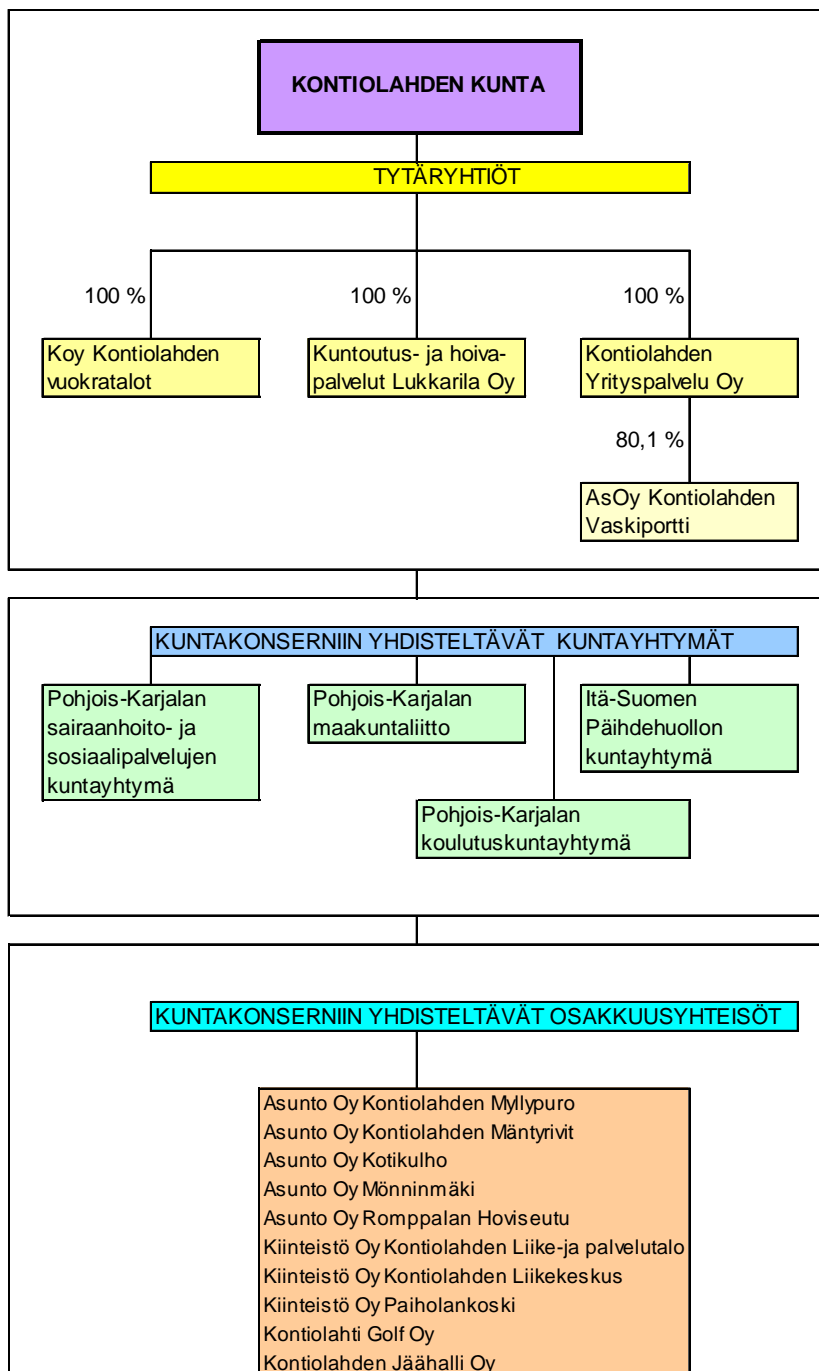 KONTIOLAHDEN KUNTA
TYTÄRYHTIÖT
100 %
100 %
100 %
Koy Kontiolahden
vuokratalot
Kuntoutus- ja hoiva-
palvelut Lukkarila Oy
Kontiolahden
Yrityspalvelu Oy
80,1 %
AsOy Kontiolahden
Vaskiportti
KUNTAKONSERNIIN YHDISTELTÄVÄT KUNTAYHTYMÄT
Pohjois-Karjalan
sairaanhoito- ja
sosiaalipalvelujen
kuntayhtymä
Pohjois-Karjalan
maakuntaliitto
Itä-Suomen
Päihdehuollon
kuntayhtymä
Pohjois-Karjalan
koulutuskuntayhtymä
KUNTAKONSERNIIN YHDISTELTÄVÄT OSAKKUUSYHTEISÖT
Asunto Oy Kontiolahden Myllypuro
Asunto Oy Kontiolahden Mäntyrivit
Asunto Oy Kotikulho
Asunto Oy Mönninmäki
Asunto Oy Romppalan Hoviseutu
Kiinteistö Oy Kontiolahden Liike-ja palvelutalo
Kiinteistö Oy Kontiolahden Liikekeskus
Kiinteistö Oy Paiholankoski
Kontiolahti Golf Oy
Kontiolahden Jäähalli Oy